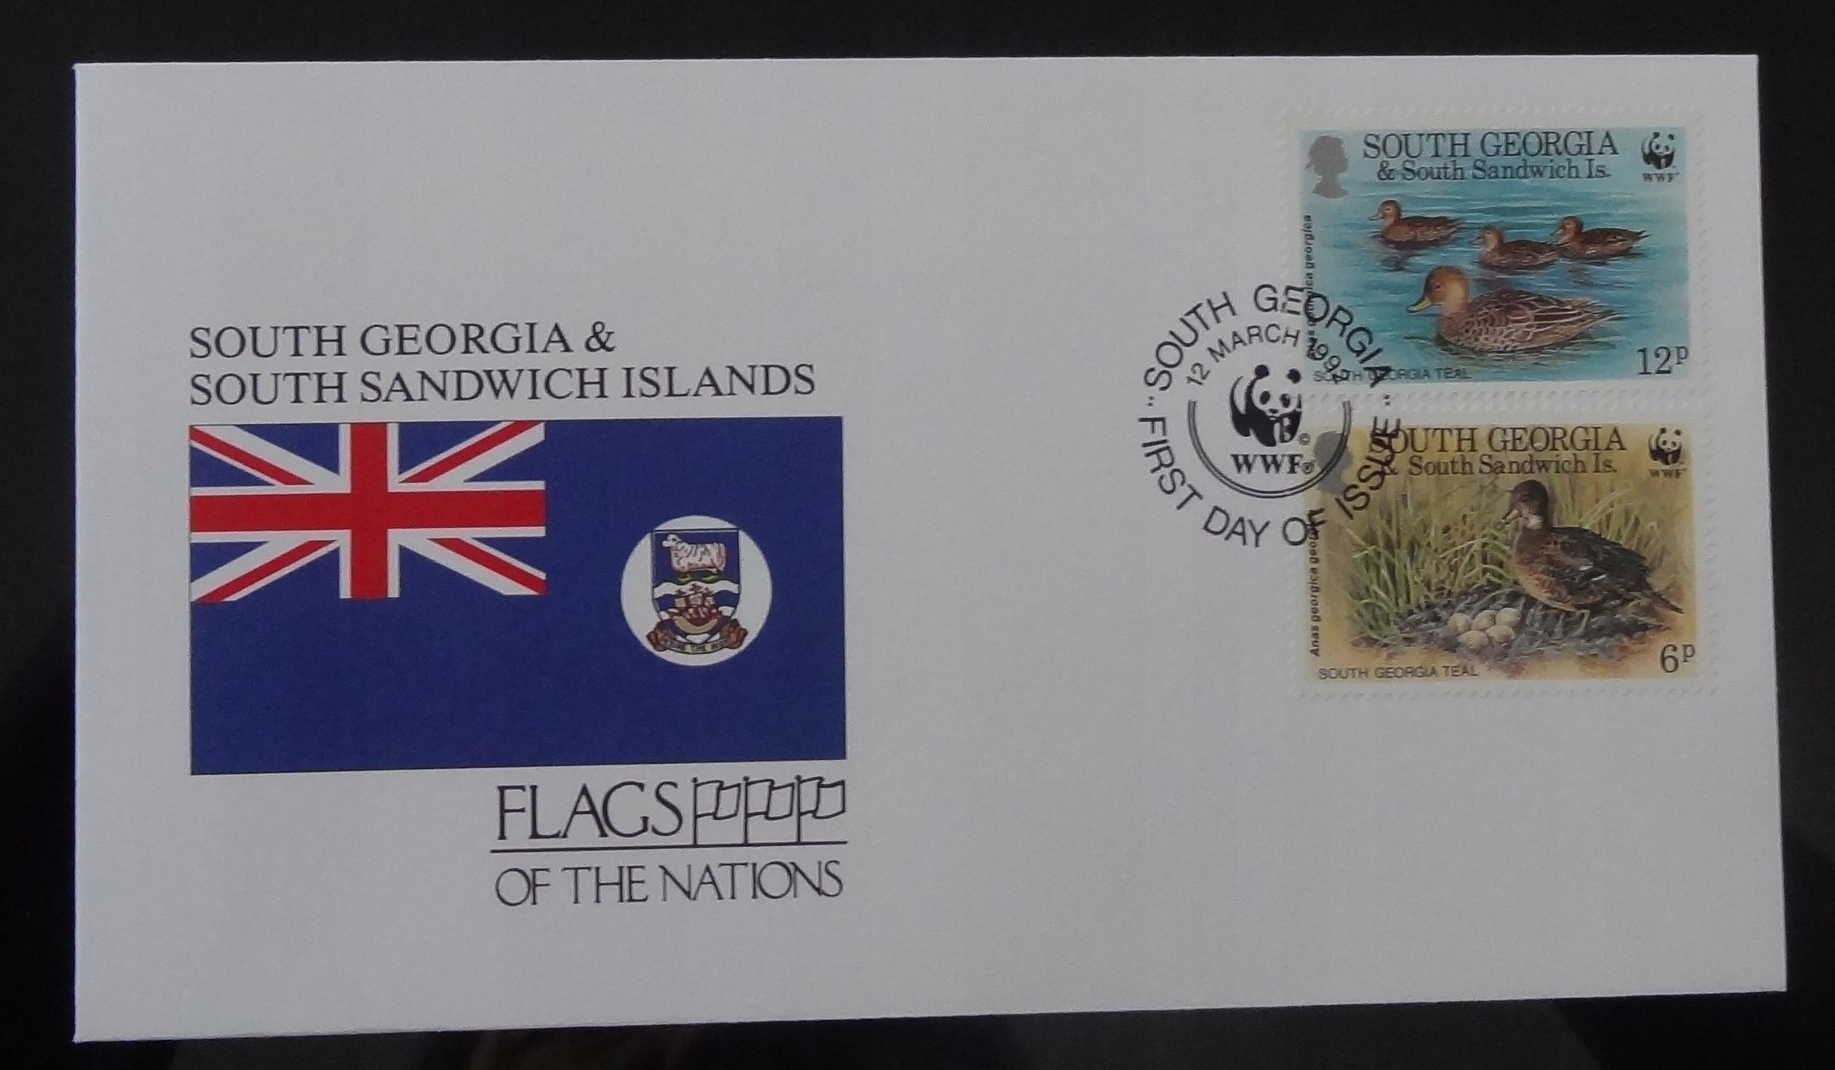 SOUTH GEORGIA &
SOUTH SANDWICH ISLANDS
FLAGS
OF THE NATIONS
"SOUTH GEORGIA"
12 MARCH 1992
WWF®
FIRST DAY OF ISSUE
SOUTH GEORGIA
& South Sandwich Is.
WWF
georgica
SOUTH GEORGIA TEAL
12p
SOUTH GEORGIA
& South Sandwich Is.
WWF
Anas georgica
SOUTH GEORGIA TEAL
6p